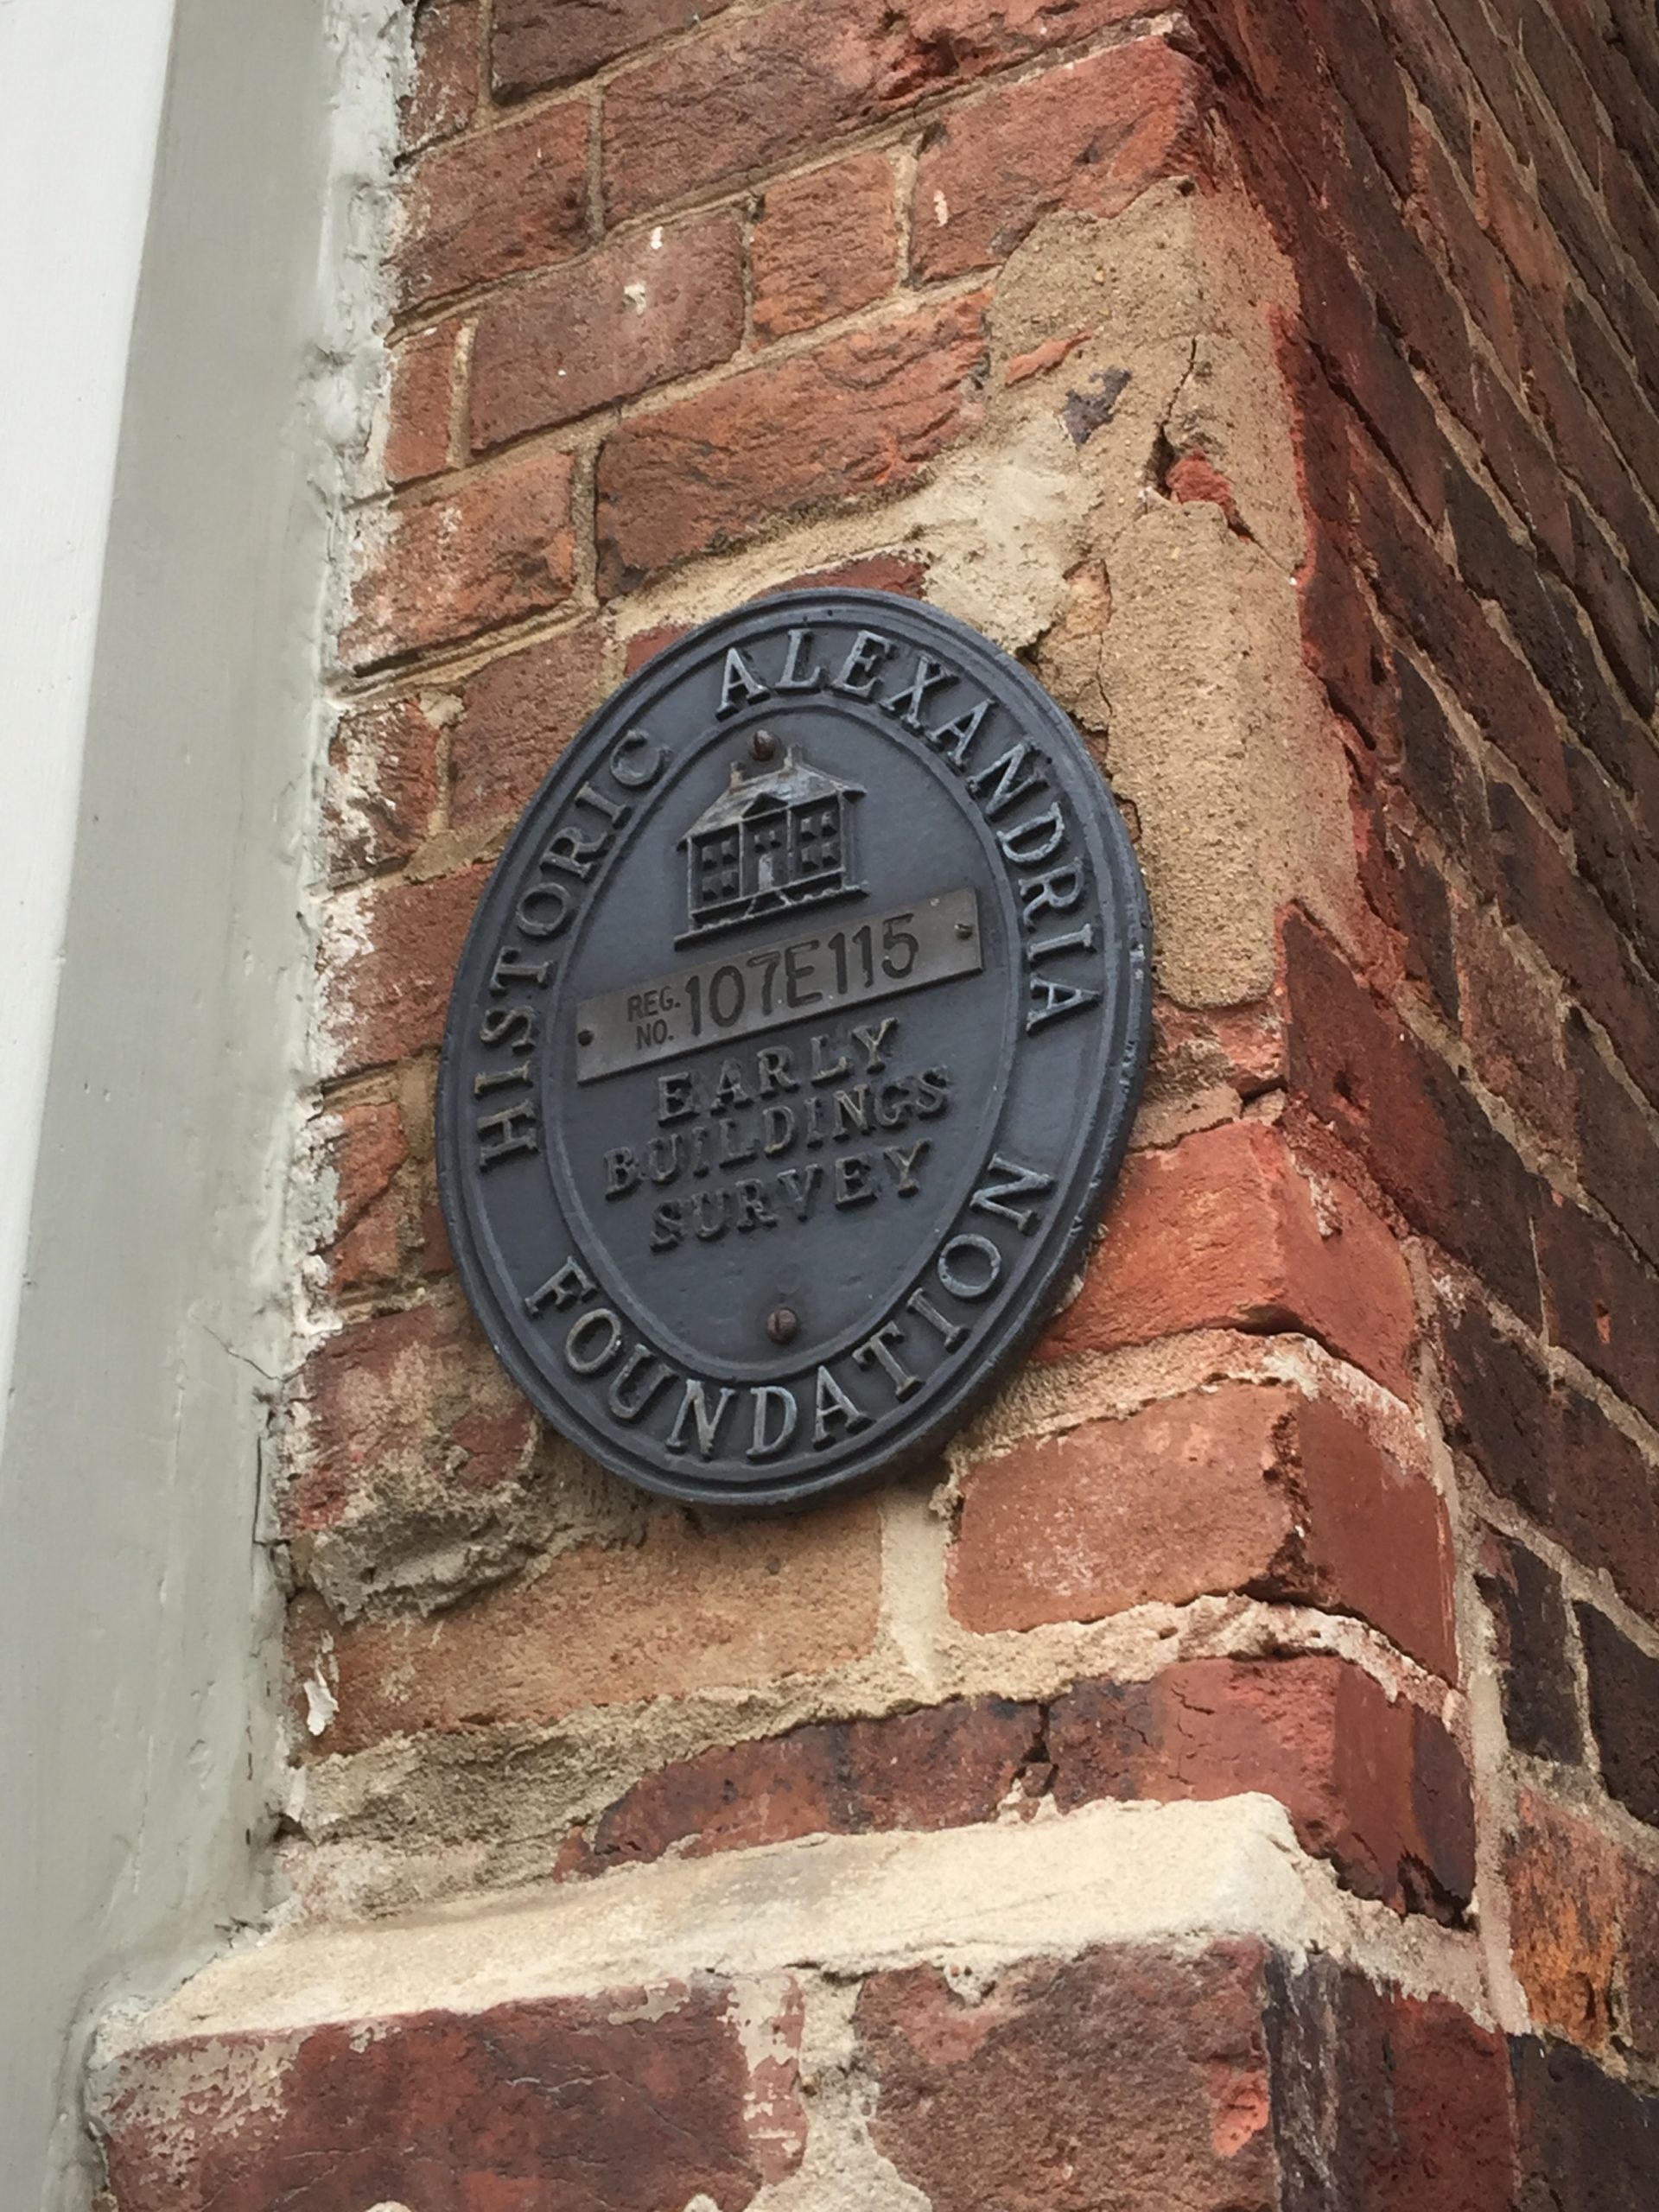 HISTORIC ALEXANDRIA
REG. NO. 107E115
EARLY
BUILDINGS
SURVEY
FOUNDATION